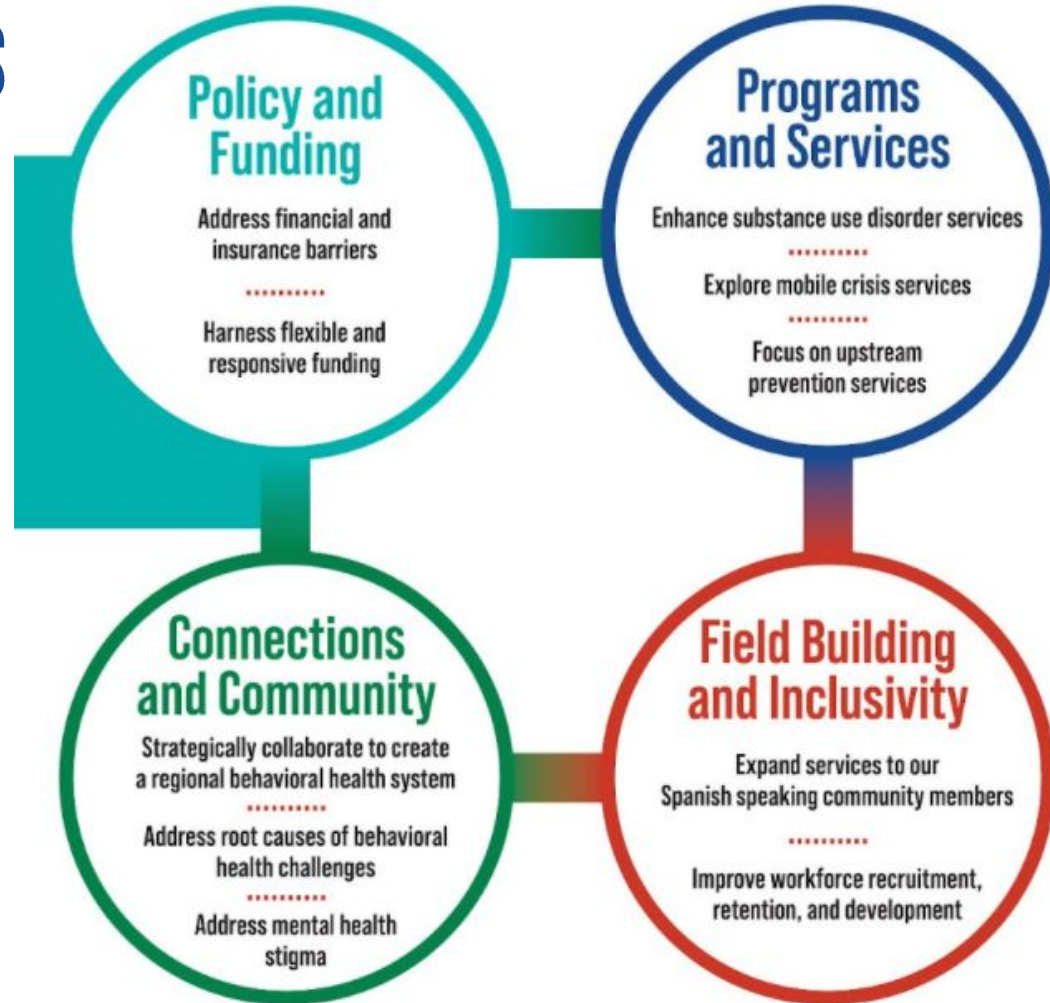 S
Policy and
Funding
Address financial and
insurance barriers
Harness flexible and
responsive funding
Programs
and Services
Enhance substance use disorder services
Explore mobile crisis services
Focus on upstream
prevention services
Connections
and Community
Strategically collaborate to create
a regional behavioral health system
Address root causes of behavioral
health challenges
Address mental health
stigma
Field Building
and Inclusivity
Expand services to our
Spanish speaking community members
Improve workforce recruitment,
retention, and development